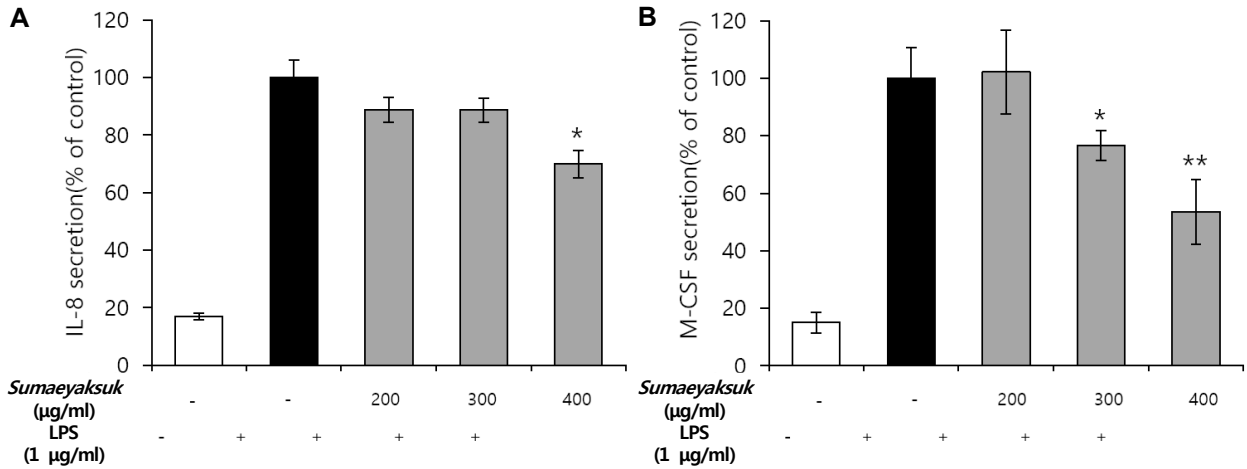 A
IL-8 secretion(% of control)
120
100
80
60
40
20
0
*
Sumaeyaksuk
(μg/ml)
- - 200 300 400
LPS
(1 μg/ml)
- + + + +
B
M-CSF secretion(% of control)
120
100
80
60
40
20
0
*
**
Sumaeyaksuk
(μg/ml)
- - 200 300 400
LPS
(1 μg/ml)
- + + + +